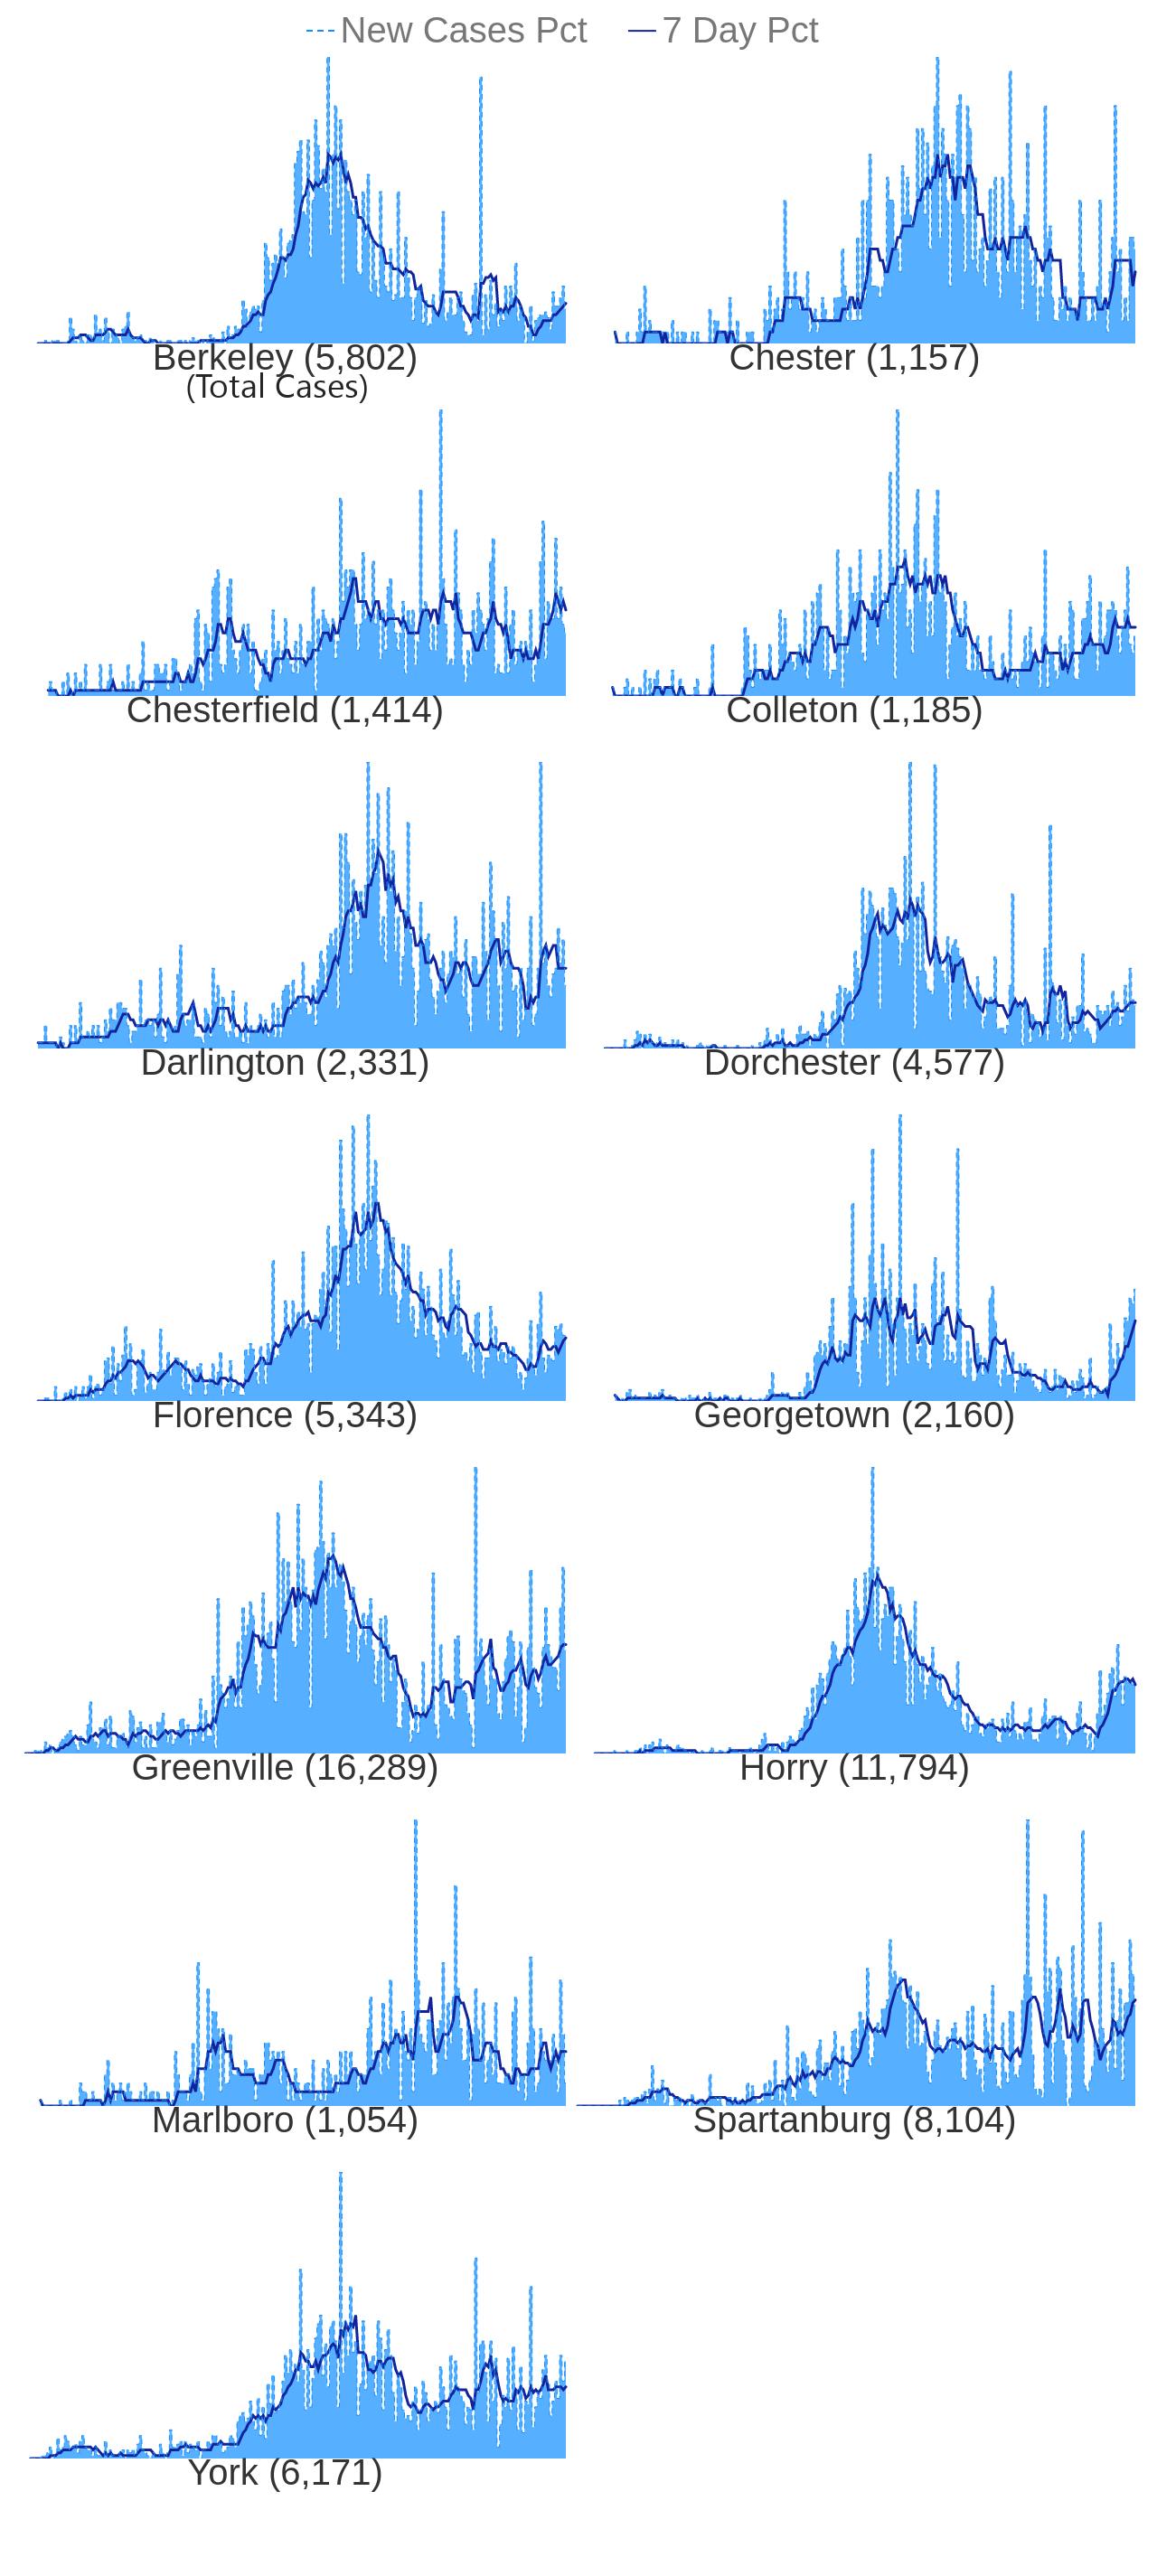 New Cases Pct 7 Day Pct
Berkeley (5,802) Chester (1,157)
(Total Cases)
Chesterfield (1,414) Colleton (1,185)
Darlington (2,331) Dorchester (4,577)
Florence (5,343) Georgetown (2,160)
Greenville (16,289) Horry (11,794)
Marlboro (1,054) Spartanburg (8,104)
York (6,171)